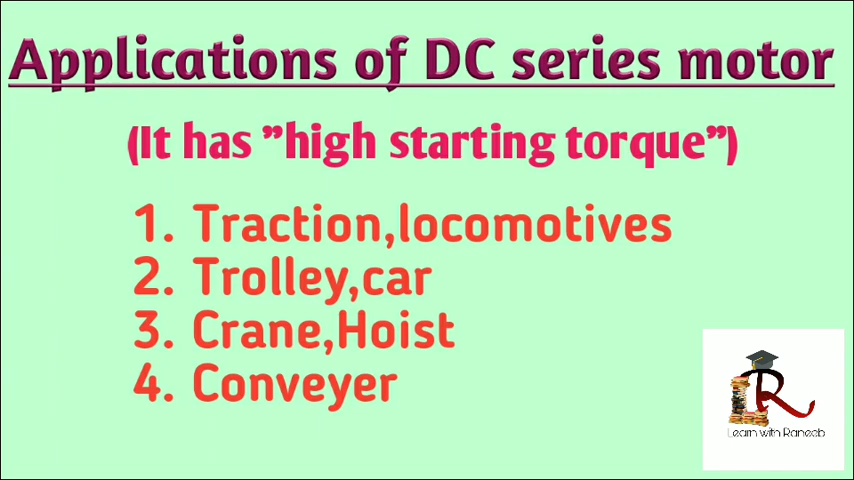 Applications of DC series motor
(It has "high starting torque")
1. Traction,locomotives
2. Trolley,car
3. Crane,Hoist
4. Conveyer
LR
Learn with Raneeb